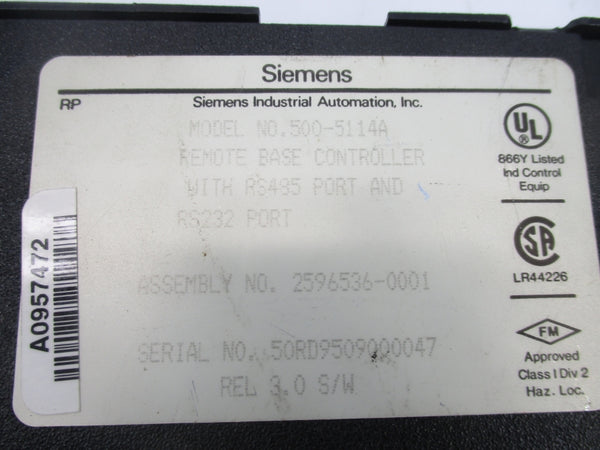 Siemens
RP
Siemens Industrial Automation, Inc.
MODEL NO.500-5114A
REMOTE BASE CONTROLLER
WITH RS485 PORT AND
RS232 PORT
ASSEMBLY NO. 2596536-0001
SERIAL NO. 50RD9509000047
REL 3.0 S/W
A0957472
UL
866Y Listed
Ind Control
Equip
SA
LR44226
FM
Approved
Class I Div 2
Haz. Loc.